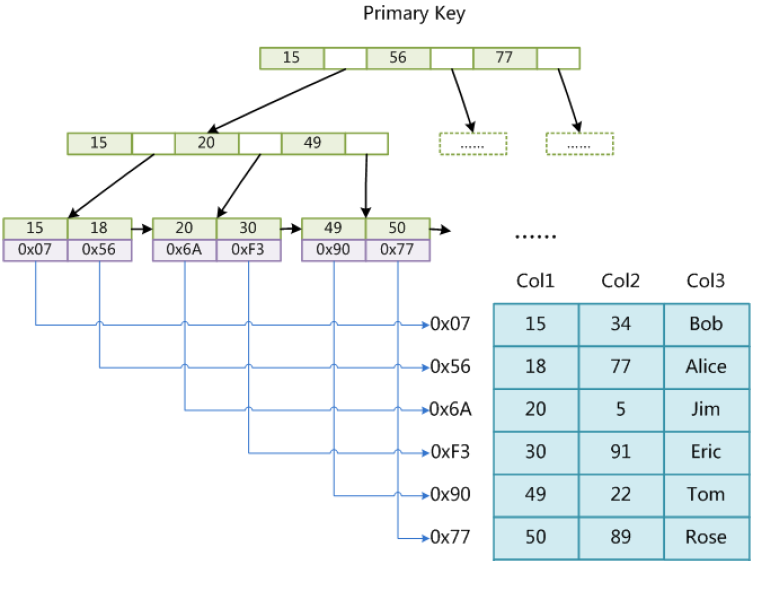 Primary Key
15 56 77
15 20 49 ...... ......
15 18 20 30 49 50
0x07 0x56 0x6A 0xF3 0x90 0x77 ......
Col1 Col2 Col3
0x07 15 34 Bob
0x56 18 77 Alice
0x6A 20 5 Jim
0xF3 30 91 Eric
0x90 49 22 Tom
0x77 50 89 Rose